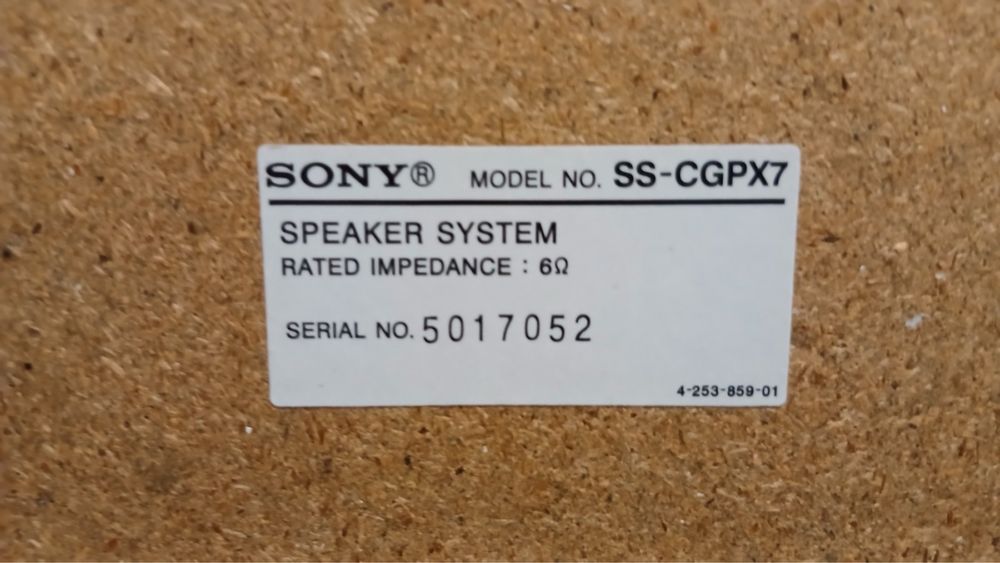 SONY® MODEL NO. SS-CGPX7
SPEAKER SYSTEM
RATED IMPEDANCE : 6Ω
SERIAL NO. 5017052
4-253-859-01